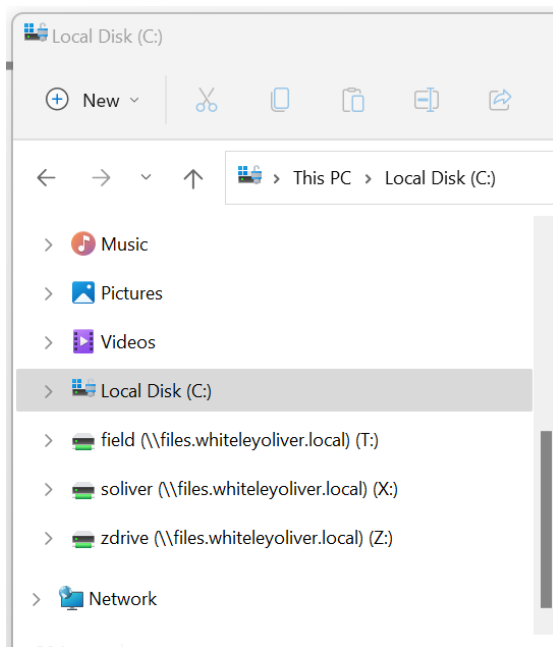 Local Disk (C:)
New
This PC > Local Disk (C:)
Music
Pictures
Videos
Local Disk (C:)
field (\\files.whiteleyoliver.local) (T:)
soliver (\\files.whiteleyoliver.local) (X:)
zdrive (\\files.whiteleyoliver.local) (Z:)
Network